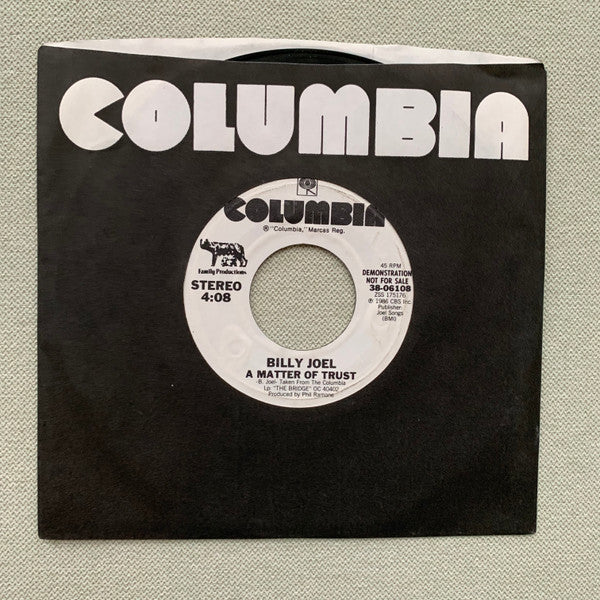 COLUMBIA
COLUMBIA
® "Columbia," Marcas Reg.
Family Productions
STEREO
4:08
45 RPM
DEMONSTRATION
NOT FOR SALE
38-06108
ZSS 175176
℗ 1986 CBS Inc.
Publisher-
Joel Songs
(BMI)
BILLY JOEL
A MATTER OF TRUST
-B. Joel- Taken From The Columbia
Lp "THE BRIDGE" OC 40402
Produced by Phil Ramone